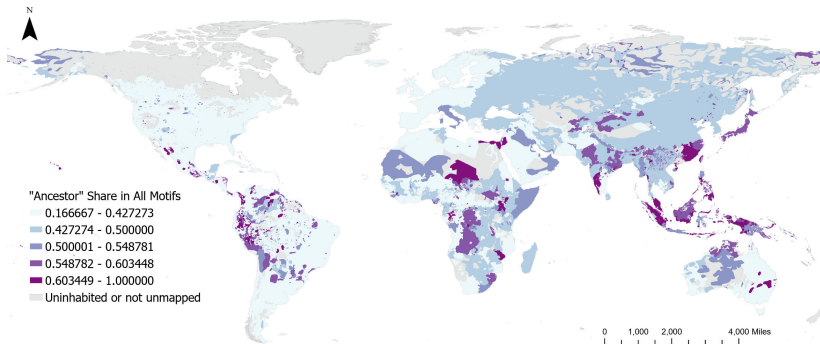 N
"Ancestor" Share in All Motifs
0.166667 - 0.427273
0.427274 - 0.500000
0.500001 - 0.548781
0.548782 - 0.603448
0.603449 - 1.000000
Uninhabited or not unmapped
0 1,000 2,000 4,000 Miles